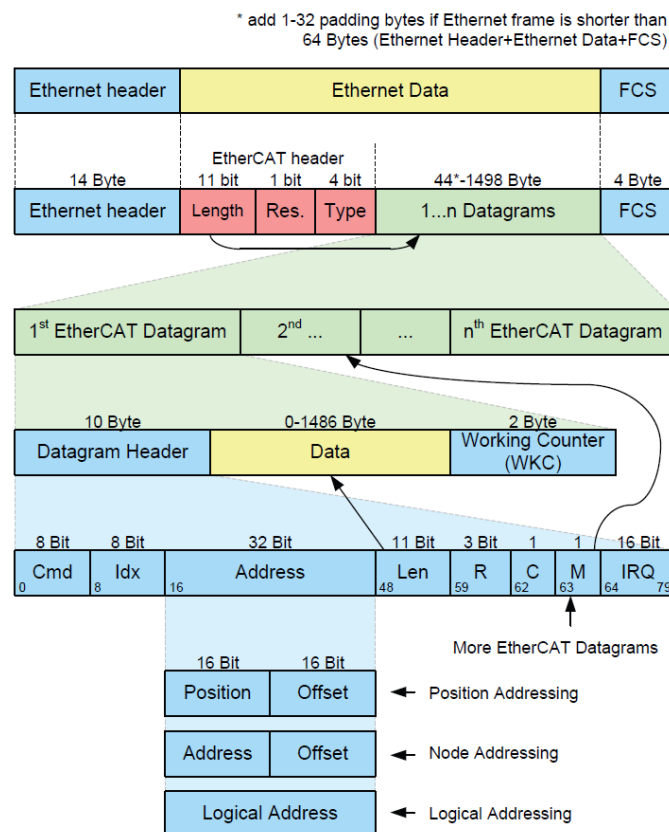 * add 1-32 padding bytes if Ethernet frame is shorter than
64 Bytes (Ethernet Header+Ethernet Data+FCS)
Ethernet header
Ethernet Data
FCS
EtherCAT header
14 Byte
11 bit
1 bit
4 bit
44*-1498 Byte
4 Byte
Ethernet header
Length
Res.
Type
1...n Datagrams
FCS
1st EtherCAT Datagram
2nd ...
...
nth EtherCAT Datagram
10 Byte
0-1486 Byte
2 Byte
Datagram Header
Data
Working Counter
(WKC)
8 Bit
8 Bit
32 Bit
11 Bit
3 Bit
1
1
16 Bit
Cmd
Idx
Address
Len
R
C
M
IRQ
0
8
16
48
59
62
63
64
79
More EtherCAT Datagrams
16 Bit
16 Bit
Position
Offset
Position Addressing
Address
Offset
Node Addressing
Logical Address
Logical Addressing